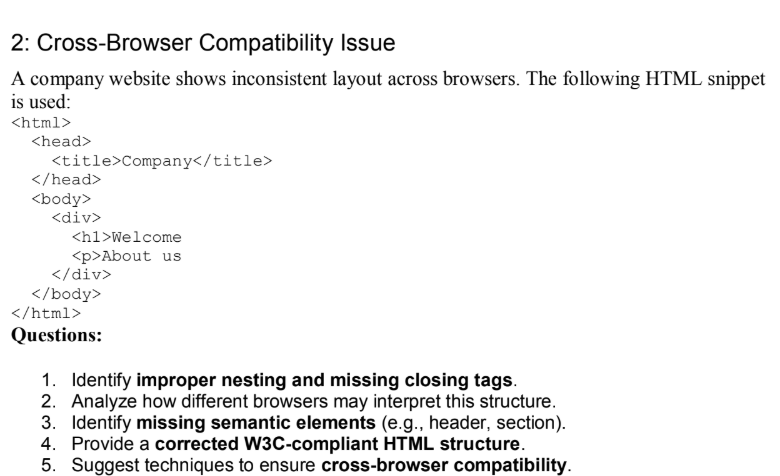 2: Cross-Browser Compatibility Issue
A company website shows inconsistent layout across browsers. The following HTML snippet
is used:
<html>
  <head>
    <title>Company</title>
  </head>
  <body>
    <div>
      <h1>Welcome
      <p>About us
    </div>
  </body>
</html>
Questions:
1. Identify improper nesting and missing closing tags.
2. Analyze how different browsers may interpret this structure.
3. Identify missing semantic elements (e.g., header, section).
4. Provide a corrected W3C-compliant HTML structure.
5. Suggest techniques to ensure cross-browser compatibility.